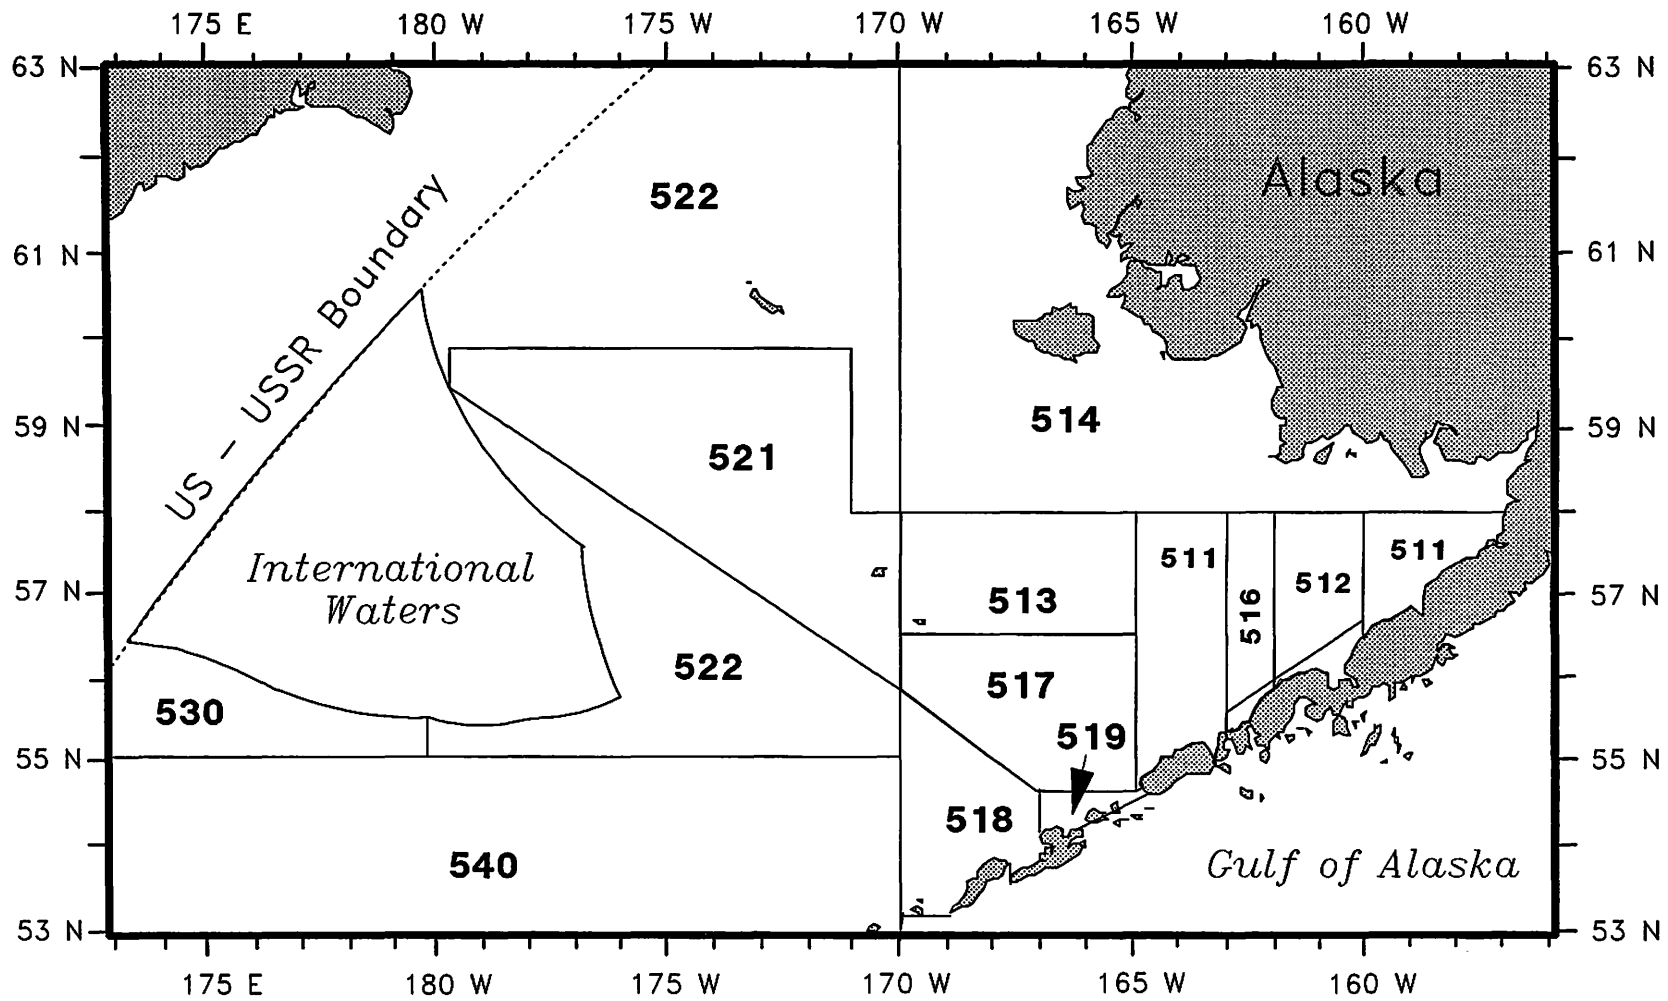 175 E 180 W 175 W 170 W 165 W 160 W
63 N 63 N
Alaska
522
US - USSR Boundary
61 N 61 N
59 N 514 59 N
521
511 511
International
512
57 N 513 516 57 N
Waters
522
517
530
519
55 N 55 N
518
540 Gulf of Alaska
53 N 53 N
175 E 180 W 175 W 170 W 165 W 160 W